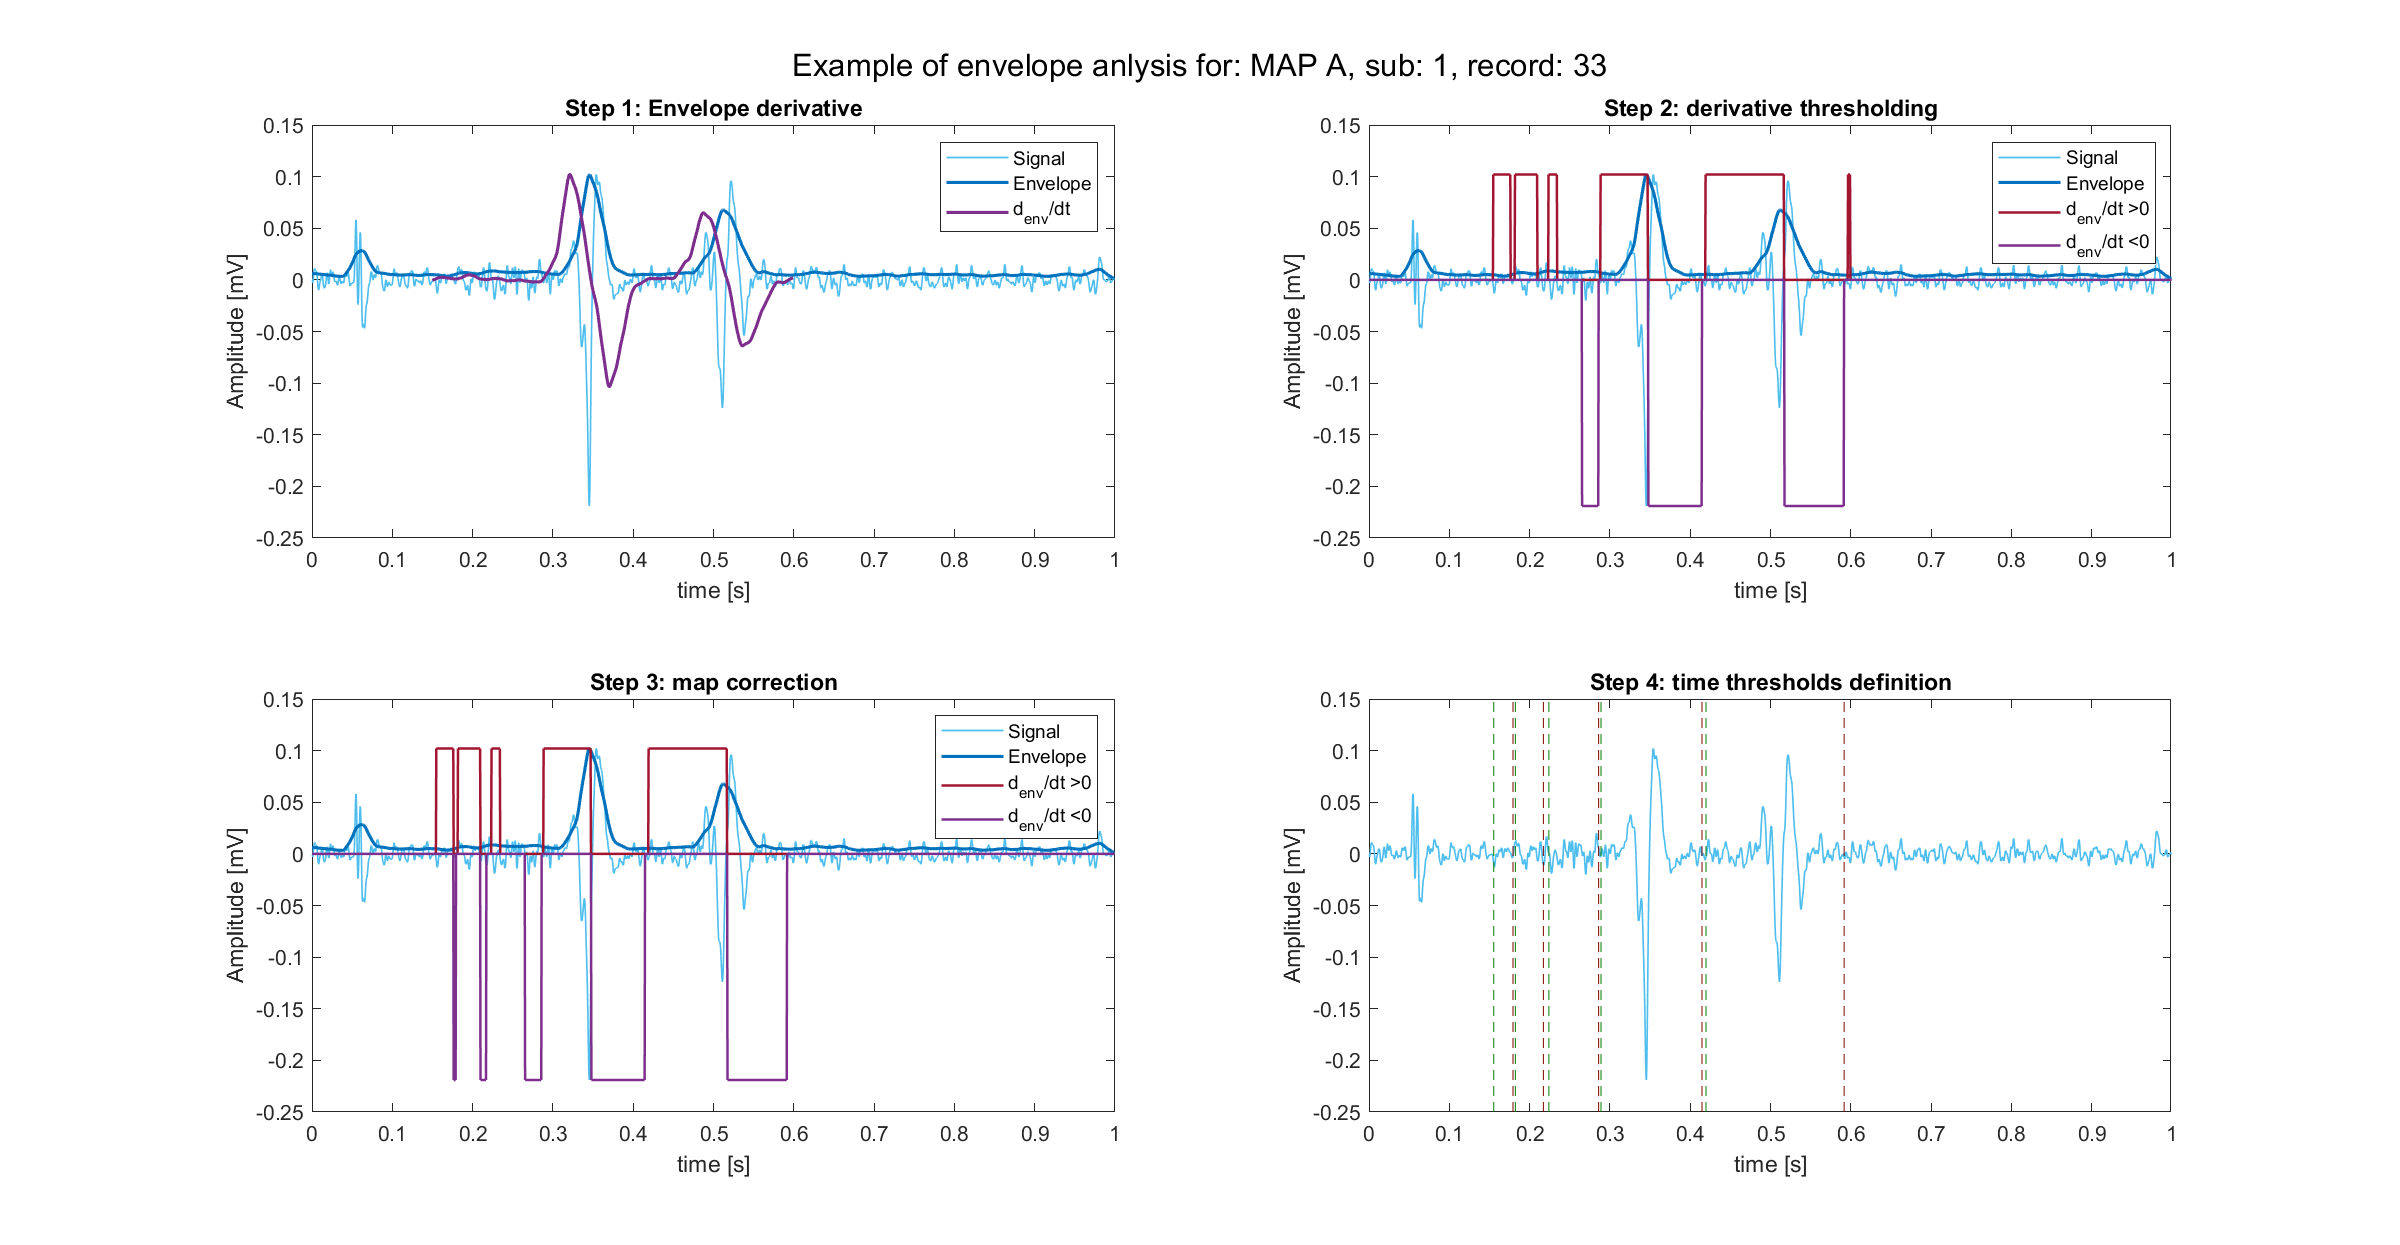 Example of envelope anlysis for: MAP A, sub: 1, record: 33
Step 1: Envelope derivative
0.15
0.1
0.05
0
-0.05
-0.1
-0.15
-0.2
-0.25
Amplitude [mV]
Signal
Envelope
d_env/dt
0 0.1 0.2 0.3 0.4 0.5 0.6 0.7 0.8 0.9 1
time [s]
Step 2: derivative thresholding
0.15
0.1
0.05
0
-0.05
-0.1
-0.15
-0.2
-0.25
Amplitude [mV]
Signal
Envelope
d_env/dt >0
d_env/dt <0
0 0.1 0.2 0.3 0.4 0.5 0.6 0.7 0.8 0.9 1
time [s]
Step 3: map correction
0.15
0.1
0.05
0
-0.05
-0.1
-0.15
-0.2
-0.25
Amplitude [mV]
Signal
Envelope
d_env/dt >0
d_env/dt <0
0 0.1 0.2 0.3 0.4 0.5 0.6 0.7 0.8 0.9 1
time [s]
Step 4: time thresholds definition
0.15
0.1
0.05
0
-0.05
-0.1
-0.15
-0.2
-0.25
Amplitude [mV]
0 0.1 0.2 0.3 0.4 0.5 0.6 0.7 0.8 0.9 1
time [s]